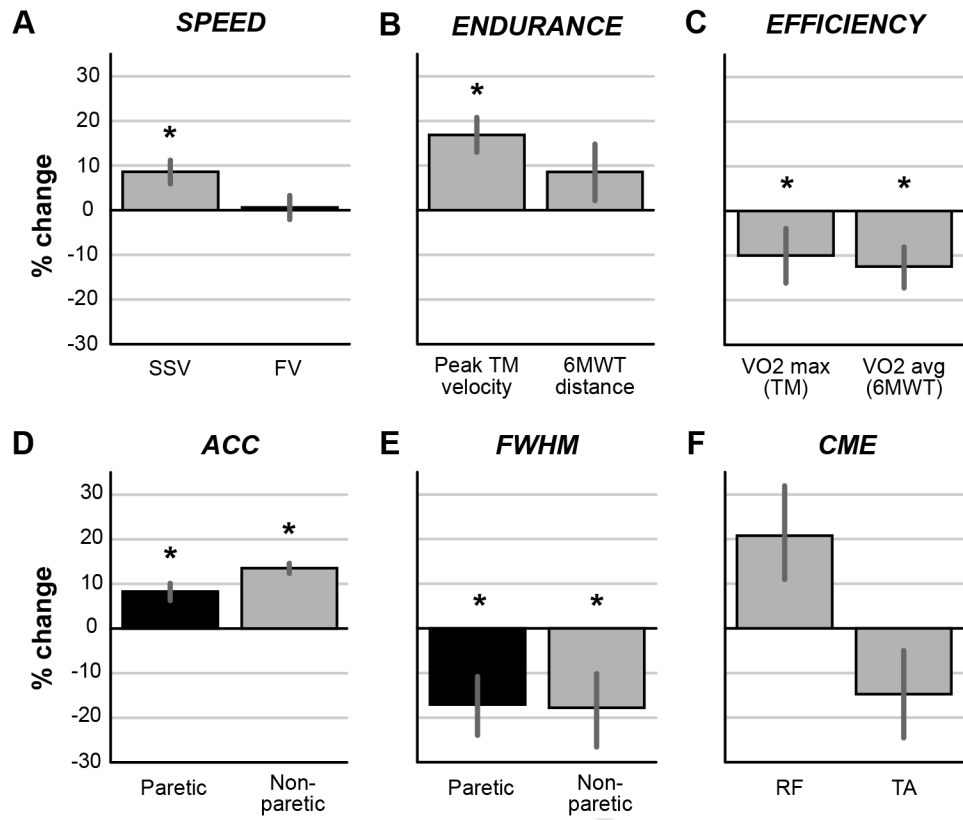 A SPEED
B ENDURANCE
C EFFICIENCY
% change
30
20
10
0
-10
-20
-30
*
*
*
*
SSV FV
Peak TM
velocity
6MWT
distance
VO2 max
(TM)
VO2 avg
(6MWT)
D ACC
E FWHM
F CME
% change
30
20
10
0
-10
-20
-30
*
*
*
*
Paretic
Non-
paretic
Paretic
Non-
paretic
RF TA